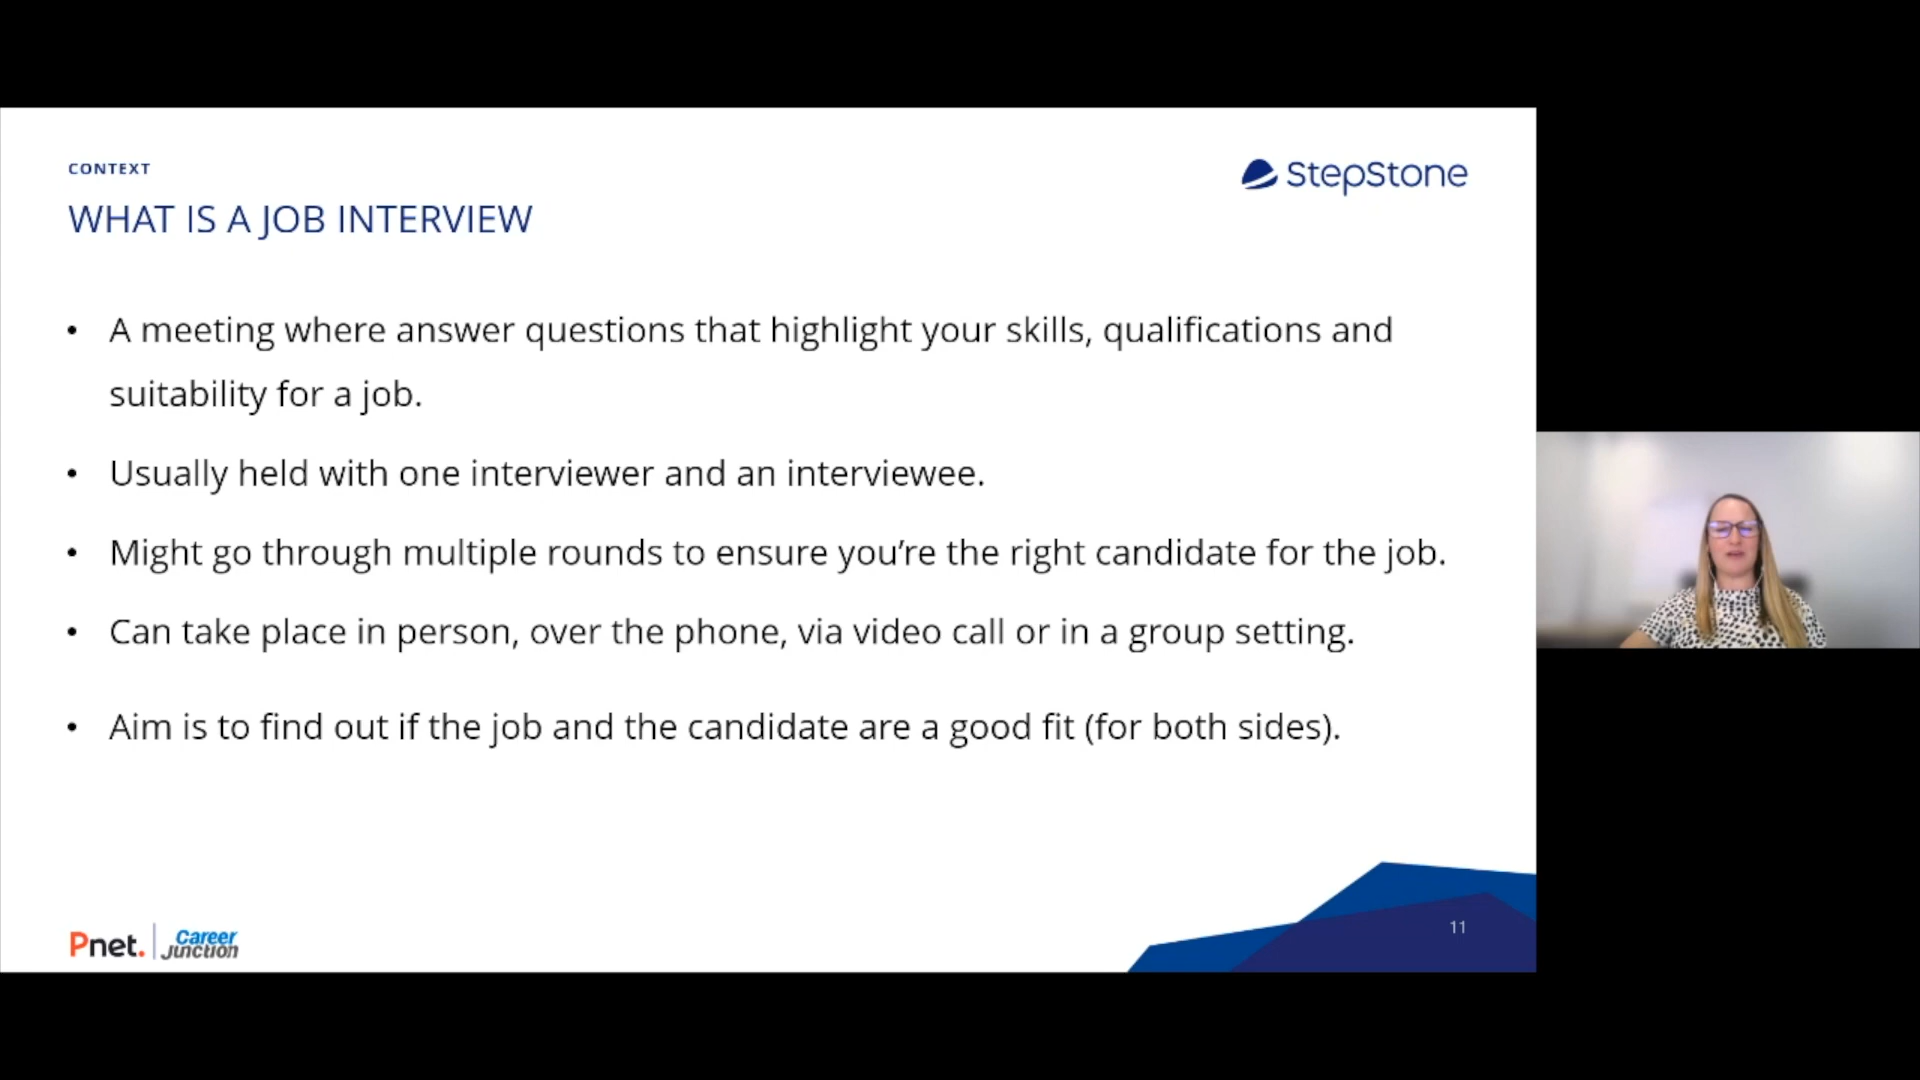 CONTEXT
StepStone
WHAT IS A JOB INTERVIEW
• A meeting where answer questions that highlight your skills, qualifications and
suitability for a job.
• Usually held with one interviewer and an interviewee.
• Might go through multiple rounds to ensure you’re the right candidate for the job.
• Can take place in person, over the phone, via video call or in a group setting.
• Aim is to find out if the job and the candidate are a good fit (for both sides).
Pnet.
Career
Junction
11